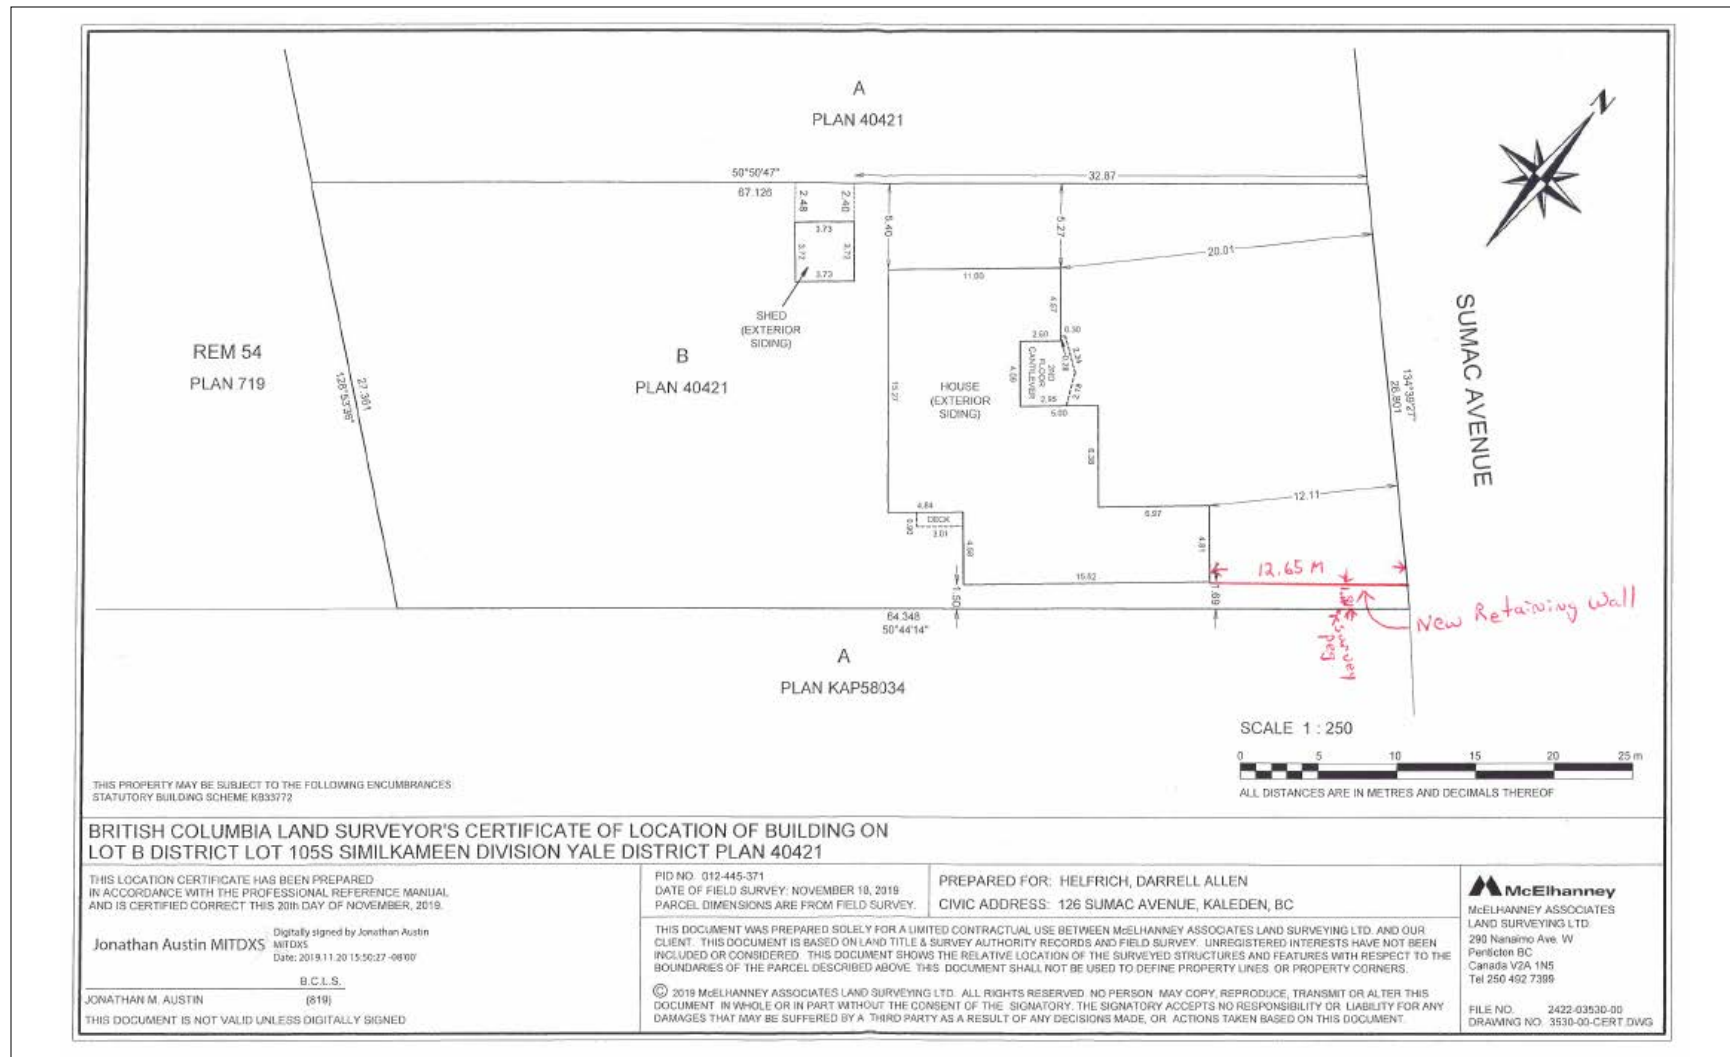 A
PLAN 40421
N
50°50'47"
67.126
32.87
2.48
2.40
5.40
5.27
20.01
3.73
3.72
3.72
3.73
11.00
4.67
SHED
(EXTERIOR
SIDING)
SUMAC AVENUE
REM 54
PLAN 719
27.361
128°53'36"
B
PLAN 40421
15.27
HOUSE
(EXTERIOR
SIDING)
2.60
0.30
2.34
0.78
2.19
4.06
2ND
FLOOR
CANTILEVER
2.95
5.00
134°39'27"
6.38
12.11
6.97
4.84
DECK
0.90
3.01
4.81
15.52
12.65 M
1.50
1.69
New Retaining Wall
survey
peg
64.348
50°44'14"
A
PLAN KAP58034
SCALE 1 : 250
0 5 10 15 20 25 m
ALL DISTANCES ARE IN METRES AND DECIMALS THEREOF
THIS PROPERTY MAY BE SUBJECT TO THE FOLLOWING ENCUMBRANCES
STATUTORY BUILDING SCHEME KB33772
BRITISH COLUMBIA LAND SURVEYOR'S CERTIFICATE OF LOCATION OF BUILDING ON
LOT B DISTRICT LOT 105S SIMILKAMEEN DIVISION YALE DISTRICT PLAN 40421
THIS LOCATION CERTIFICATE HAS BEEN PREPARED
IN ACCORDANCE WITH THE PROFESSIONAL REFERENCE MANUAL
AND IS CERTIFIED CORRECT THIS 20th DAY OF NOVEMBER, 2019.
Jonathan Austin MITDXS
Digitally signed by Jonathan Austin
MITDXS
Date: 2019.11.20 15:50:27 -08'00'
B.C.L.S.
JONATHAN M. AUSTIN (819)
THIS DOCUMENT IS NOT VALID UNLESS DIGITALLY SIGNED
PID NO. 012-445-371
DATE OF FIELD SURVEY: NOVEMBER 18, 2019
PARCEL DIMENSIONS ARE FROM FIELD SURVEY.
PREPARED FOR: HELFRICH, DARRELL ALLEN
CIVIC ADDRESS: 126 SUMAC AVENUE, KALEDEN, BC
THIS DOCUMENT WAS PREPARED SOLELY FOR A LIMITED CONTRACTUAL USE BETWEEN McELHANNEY ASSOCIATES LAND SURVEYING LTD. AND OUR
CLIENT. THIS DOCUMENT IS BASED ON LAND TITLE & SURVEY AUTHORITY RECORDS AND FIELD SURVEY. UNREGISTERED INTERESTS HAVE NOT BEEN
INCLUDED OR CONSIDERED. THIS DOCUMENT SHOWS THE RELATIVE LOCATION OF THE SURVEYED STRUCTURES AND FEATURES WITH RESPECT TO THE
BOUNDARIES OF THE PARCEL DESCRIBED ABOVE. THIS DOCUMENT SHALL NOT BE USED TO DEFINE PROPERTY LINES OR PROPERTY CORNERS.
© 2019 McELHANNEY ASSOCIATES LAND SURVEYING LTD. ALL RIGHTS RESERVED. NO PERSON MAY COPY, REPRODUCE, TRANSMIT OR ALTER THIS
DOCUMENT IN WHOLE OR IN PART WITHOUT THE CONSENT OF THE SIGNATORY. THE SIGNATORY ACCEPTS NO RESPONSIBILITY OR LIABILITY FOR ANY
DAMAGES THAT MAY BE SUFFERED BY A THIRD PARTY AS A RESULT OF ANY DECISIONS MADE, OR ACTIONS TAKEN BASED ON THIS DOCUMENT.
McElhanney
McELHANNEY ASSOCIATES
LAND SURVEYING LTD.
290 Nanaimo Ave. W
Penticton BC
Canada V2A 1N5
Tel 250 492 7399
FILE NO. 2422-03530-00
DRAWING NO. 3530-00-CERT.DWG